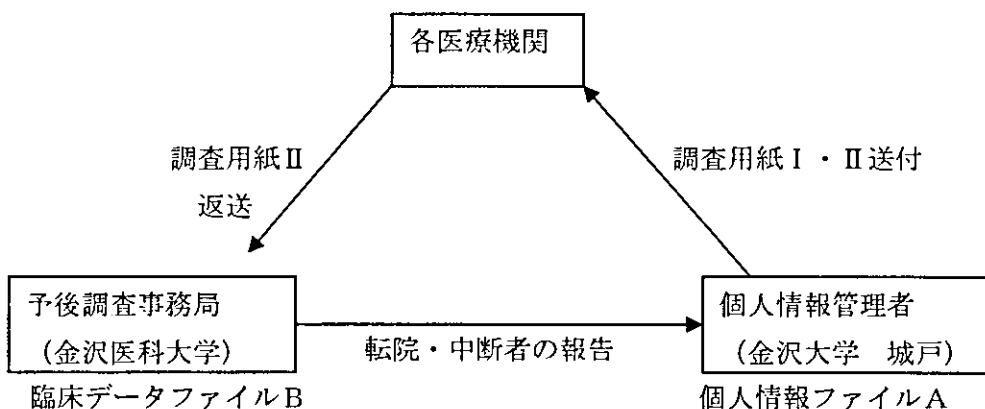 各医療機関
調査用紙Ⅱ
返送
調査用紙Ⅰ・Ⅱ送付
予後調査事務局
（金沢医科大学）
臨床データファイルB
転院・中断者の報告
個人情報管理者
（金沢大学　城戸）
個人情報ファイルA